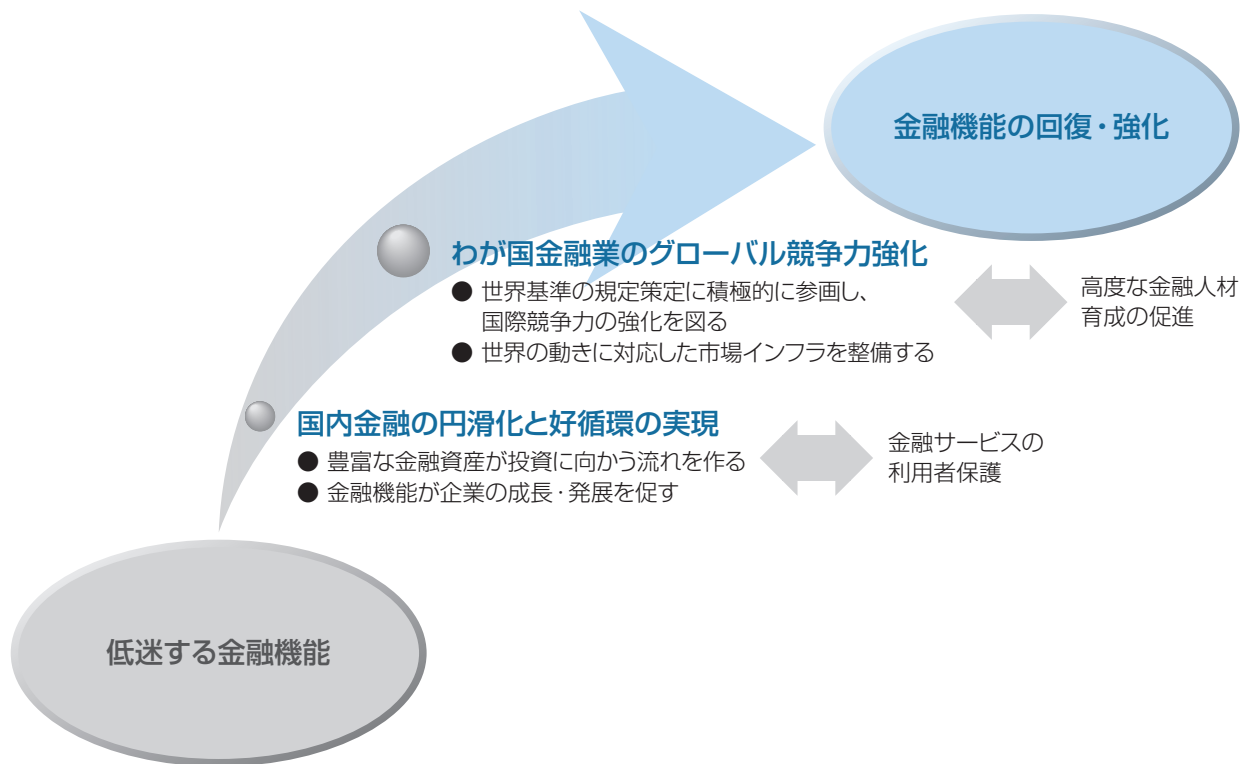 金融機能の回復・強化
わが国金融業のグローバル競争力強化
● 世界基準の規定策定に積極的に参画し、
国際競争力の強化を図る
● 世界の動きに対応した市場インフラを整備する
高度な金融人材
育成の促進
国内金融の円滑化と好循環の実現
● 豊富な金融資産が投資に向かう流れを作る
● 金融機能が企業の成長・発展を促す
金融サービスの
利用者保護
低迷する金融機能